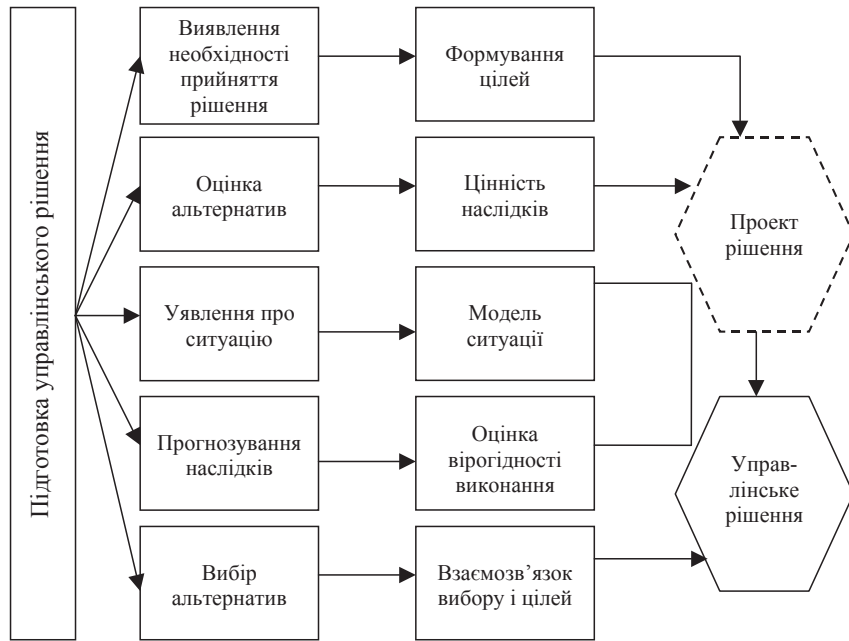 Підготовка управлінського рішення
Виявлення
необхідності
прийняття
рішення
Формування
цілей
Оцінка
альтернатив
Цінність
наслідків
Проект
рішення
Уявлення про
ситуацію
Модель
ситуації
Прогнозування
наслідків
Оцінка
вірогідності
виконання
Управ-
лінське
рішення
Вибір
альтернатив
Взаємозв’язок
вибору і цілей